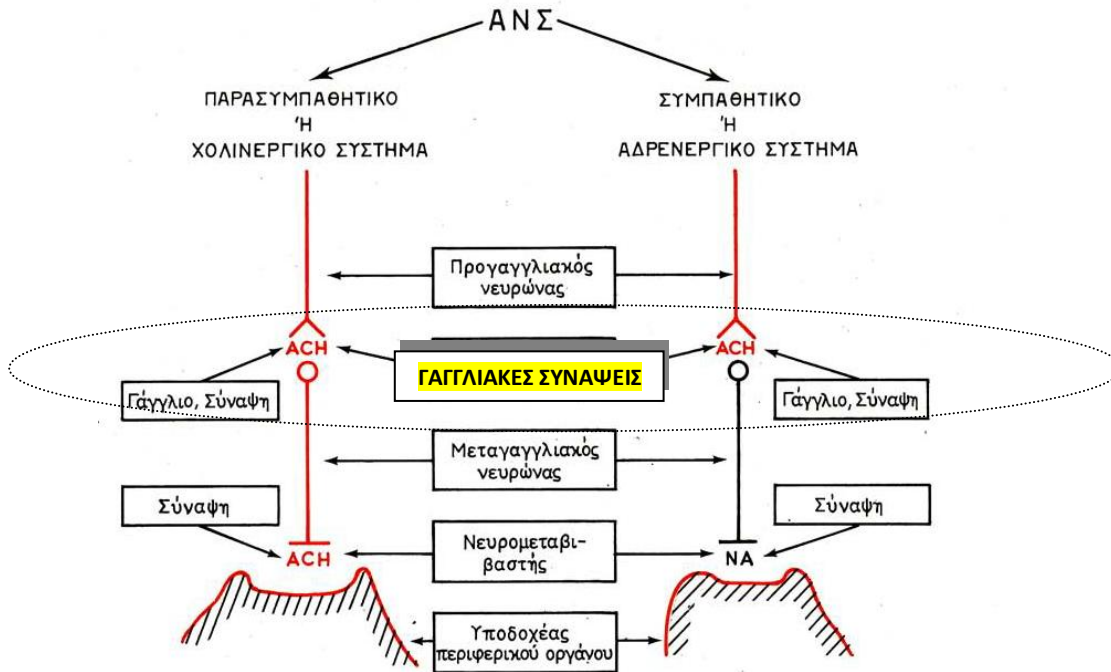 ΑΝΣ
ΠΑΡΑΣΥΜΠΑΘΗΤΙΚΟ
Ή
ΧΟΛΙΝΕΡΓΙΚΟ ΣΥΣΤΗΜΑ
ΣΥΜΠΑΘΗΤΙΚΟ
Ή
ΑΔΡΕΝΕΡΓΙΚΟ ΣΥΣΤΗΜΑ
Προγαγγλιακός
νευρώνας
ACH
ΓΑΓΓΛΙΑΚΕΣ ΣΥΝΑΨΕΙΣ
ACH
Γάγγλιο, Σύναψη
Γάγγλιο, Σύναψη
Μεταγαγγλιακός
νευρώνας
Σύναψη
Σύναψη
ACH
Νευρομεταβι-
βαστής
NA
Υποδοχέας
περιφερικού οργάνου